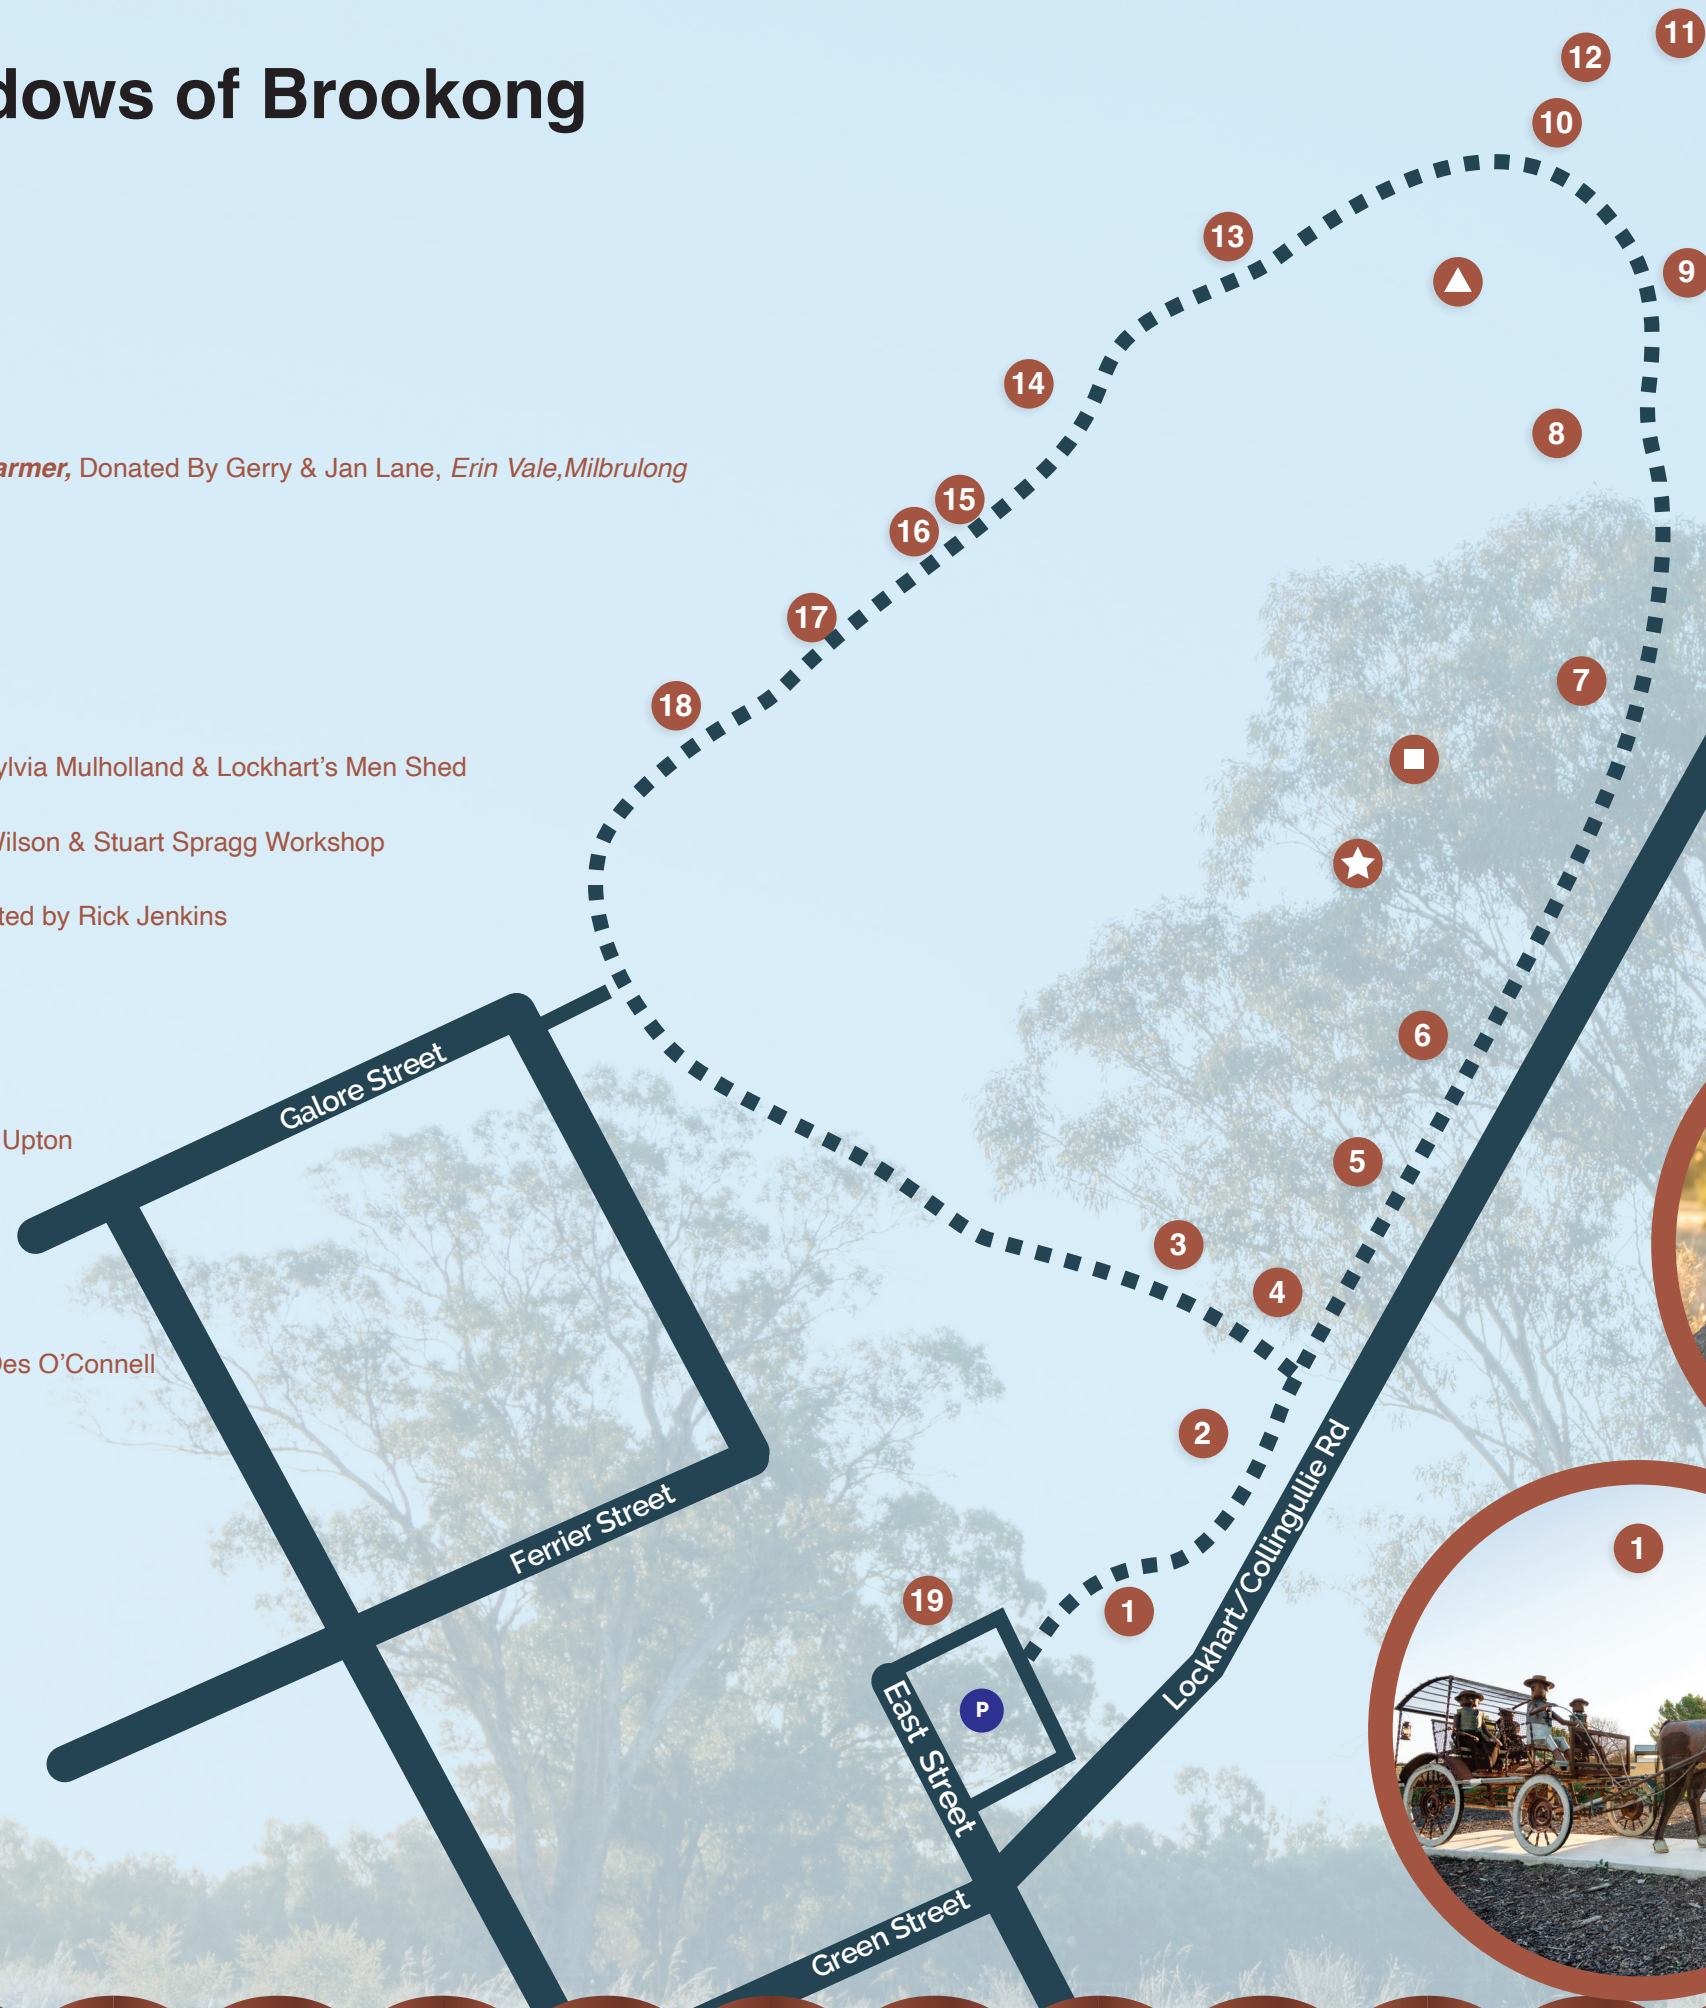 dows of Brookong
armer, Donated By Gerry & Jan Lane, Erin Vale,Milbrulong
ylvia Mulholland & Lockhart's Men Shed
Wilson & Stuart Spragg Workshop
ted by Rick Jenkins
Upton
Des O'Connell
11
12
10
13
9
14
8
15
16
17
7
18
6
Galore Street
5
3
4
2
Lockhart/Collingullie Rd
Ferrier Street
1
19
1
P
East Street
Green Street